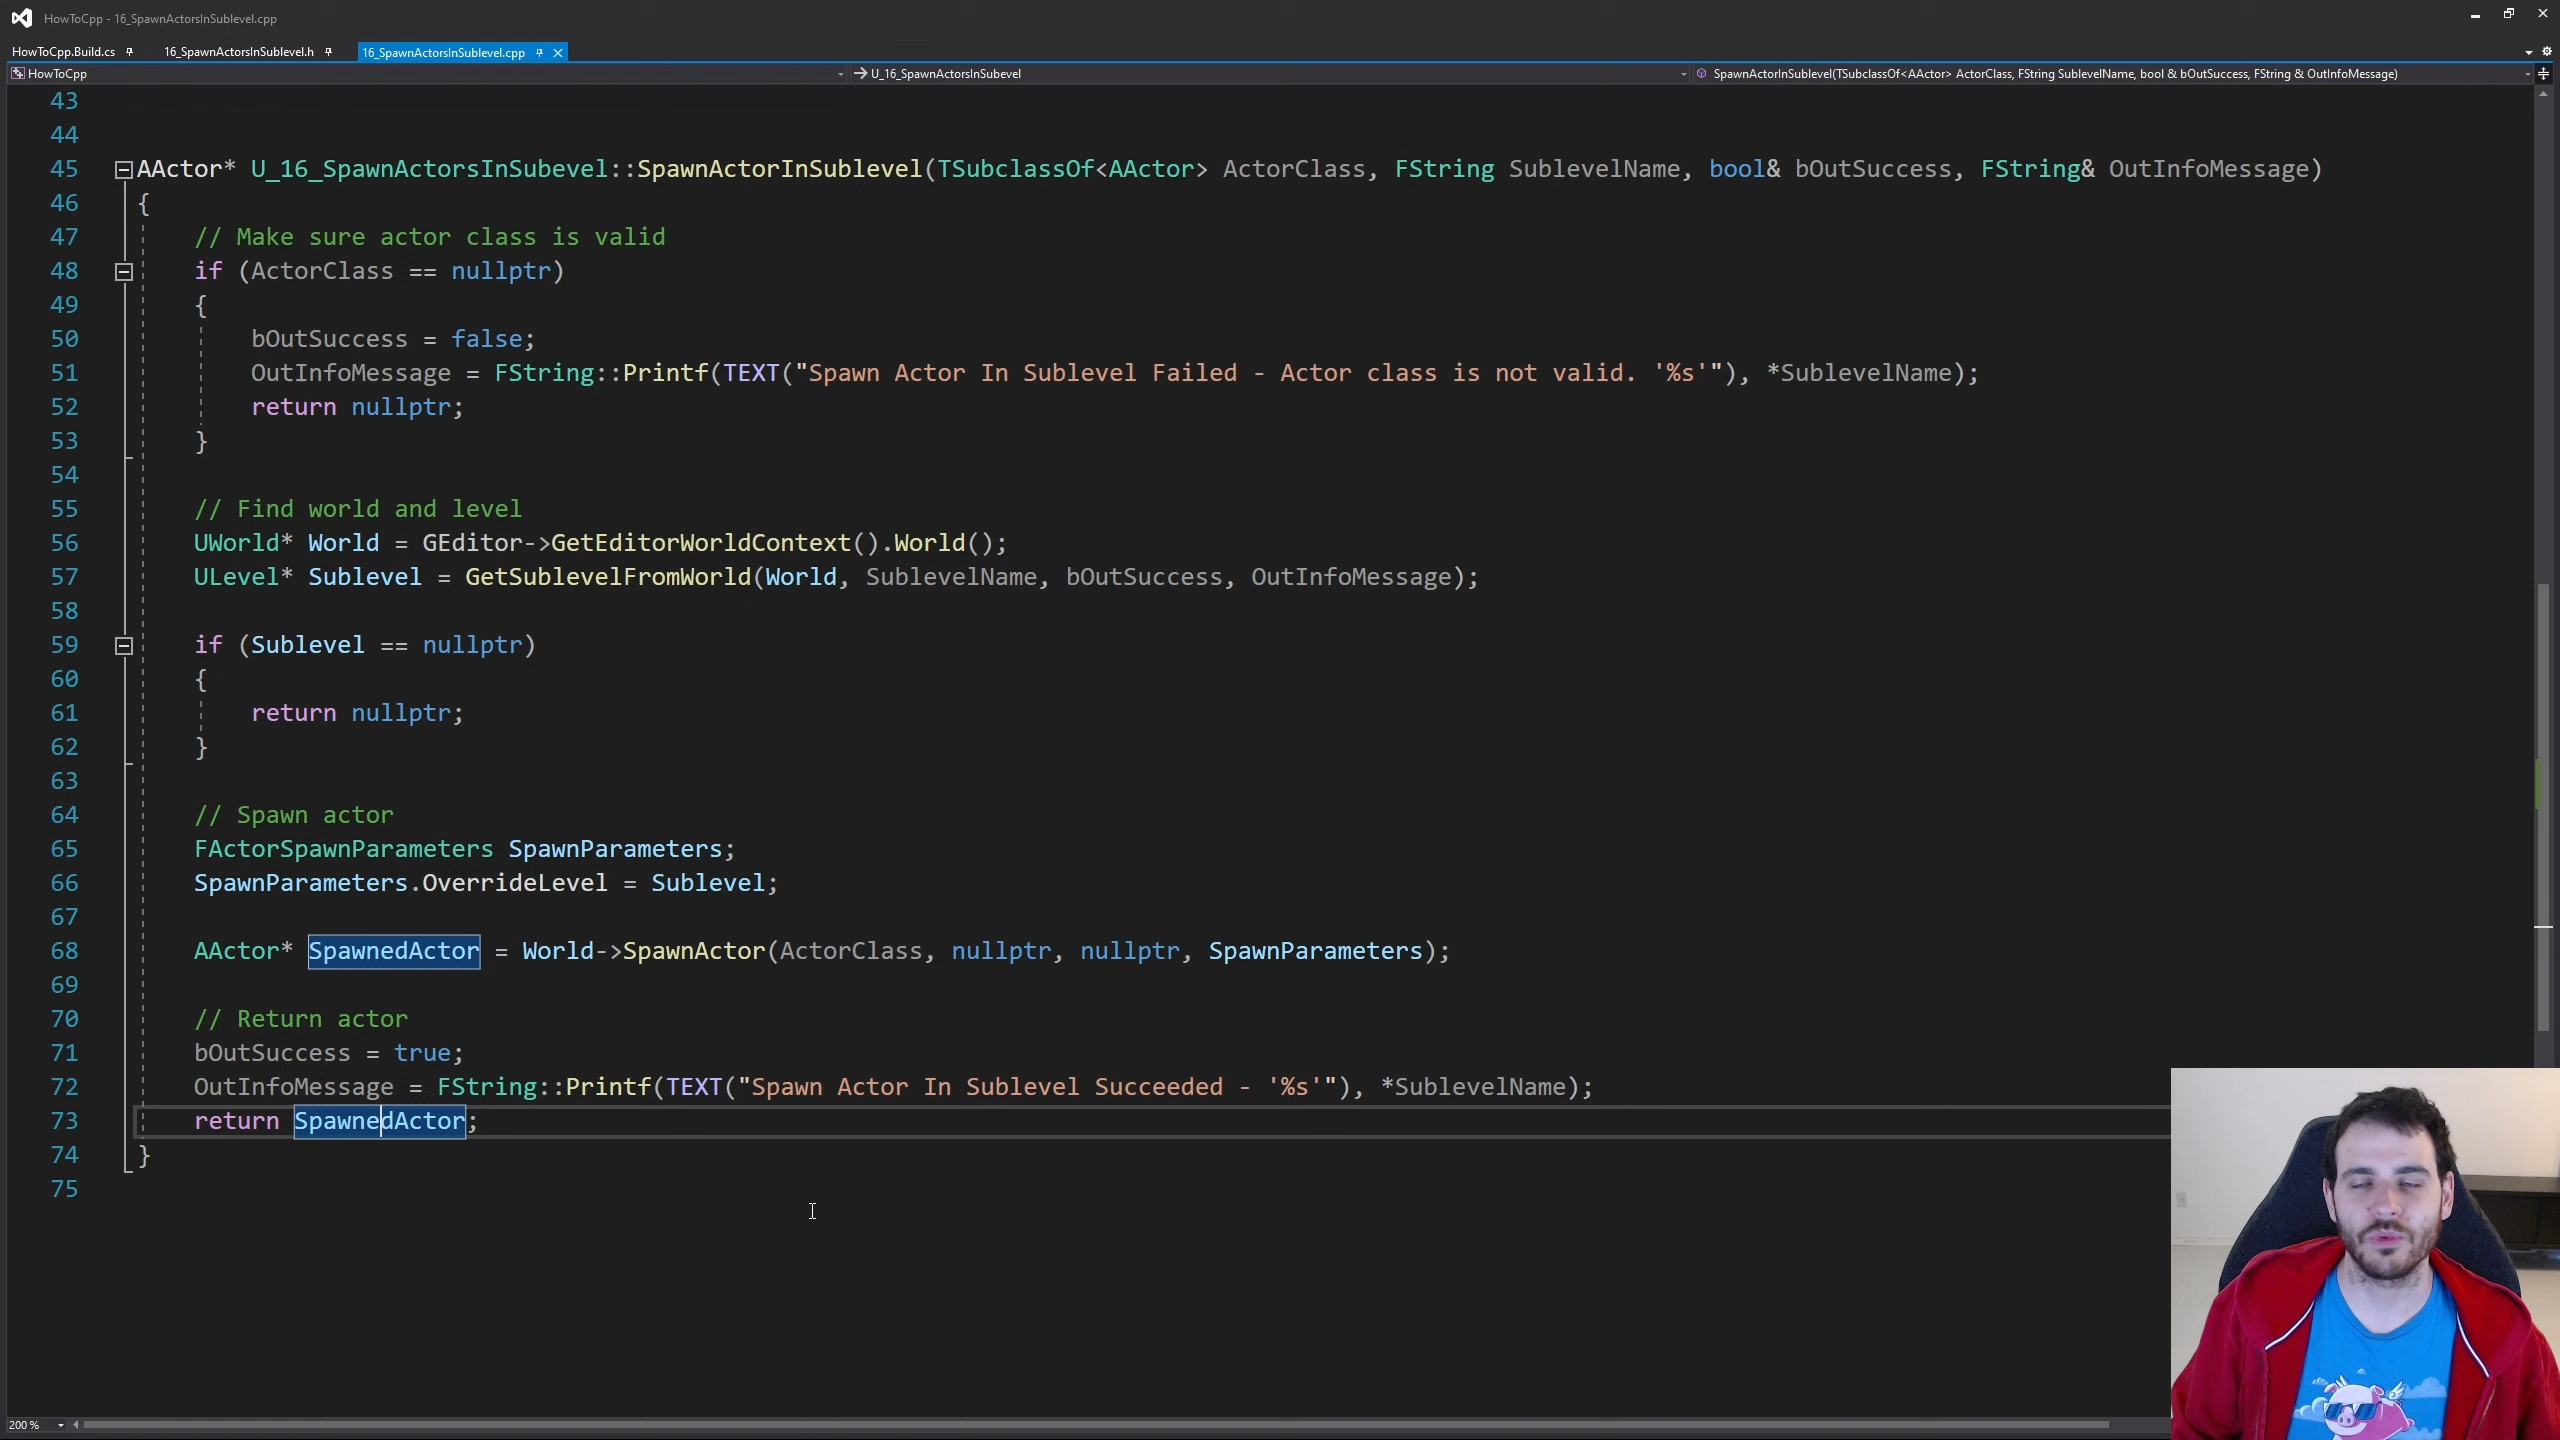 HowToCpp - 16_SpawnActorsInSublevel.cpp
HowToCpp.Build.cs 16_SpawnActorsInSublevel.h 16_SpawnActorsInSublevel.cpp
HowToCpp U_16_SpawnActorsInSubevel SpawnActorInSublevel(TSubclassOf<AActor> ActorClass, FString SublevelName, bool & bOutSuccess, FString & OutInfoMessage)
43
44
45 AActor* U_16_SpawnActorsInSubevel::SpawnActorInSublevel(TSubclassOf<AActor> ActorClass, FString SublevelName, bool& bOutSuccess, FString& OutInfoMessage)
46 {
47 // Make sure actor class is valid
48 if (ActorClass == nullptr)
49 {
50 bOutSuccess = false;
51 OutInfoMessage = FString::Printf(TEXT("Spawn Actor In Sublevel Failed - Actor class is not valid. '%s'"), *SublevelName);
52 return nullptr;
53 }
54
55 // Find world and level
56 UWorld* World = GEditor->GetEditorWorldContext().World();
57 ULevel* Sublevel = GetSublevelFromWorld(World, SublevelName, bOutSuccess, OutInfoMessage);
58
59 if (Sublevel == nullptr)
60 {
61 return nullptr;
62 }
63
64 // Spawn actor
65 FActorSpawnParameters SpawnParameters;
66 SpawnParameters.OverrideLevel = Sublevel;
67
68 AActor* SpawnedActor = World->SpawnActor(ActorClass, nullptr, nullptr, SpawnParameters);
69
70 // Return actor
71 bOutSuccess = true;
72 OutInfoMessage = FString::Printf(TEXT("Spawn Actor In Sublevel Succeeded - '%s'"), *SublevelName);
73 return SpawnedActor;
74 }
75
200 %